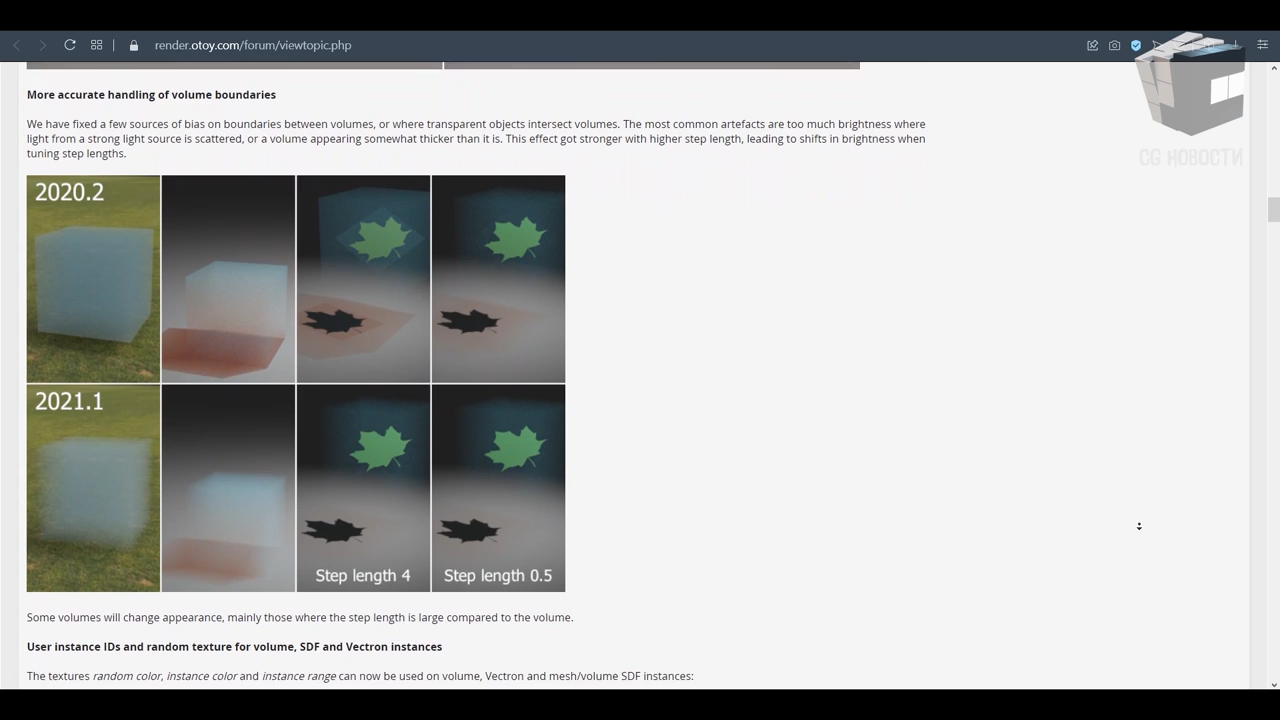 render.otoy.com/forum/viewtopic.php
CG НОВОСТИ
More accurate handling of volume boundaries
We have fixed a few sources of bias on boundaries between volumes, or where transparent objects intersect volumes. The most common artefacts are too much brightness where
light from a strong light source is scattered, or a volume appearing somewhat thicker than it is. This effect got stronger with higher step length, leading to shifts in brightness when
tuning step lengths.
2020.2
2021.1
Step length 4
Step length 0.5
Some volumes will change appearance, mainly those where the step length is large compared to the volume.
User instance IDs and random texture for volume, SDF and Vectron instances
The textures random color, instance color and instance range can now be used on volume, Vectron and mesh/volume SDF instances: